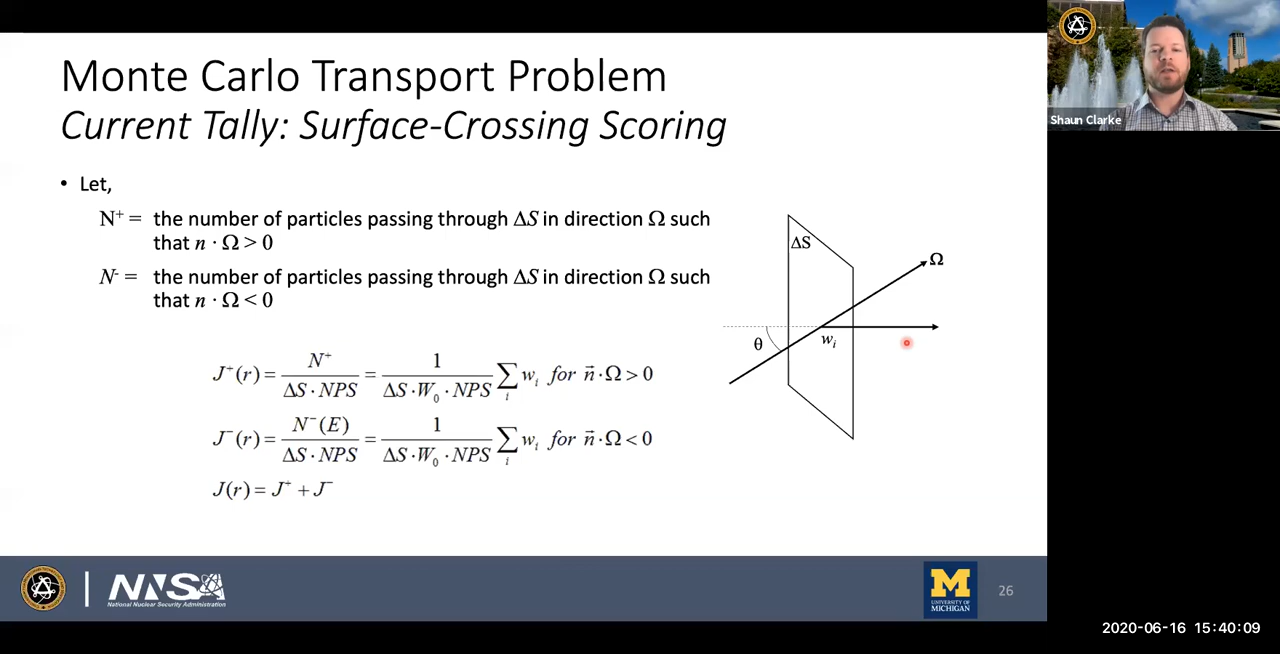 Monte Carlo Transport Problem
Current Tally: Surface-Crossing Scoring
• Let,
N⁺ = the number of particles passing through ΔS in direction Ω such
that n · Ω > 0
N⁻ = the number of particles passing through ΔS in direction Ω such
that n · Ω < 0
J⁺(r) = N⁺ / (ΔS · NPS) = 1 / (ΔS · W₀ · NPS) ∑ᵢ wᵢ for n⃗ · Ω > 0
J⁻(r) = N⁻(E) / (ΔS · NPS) = 1 / (ΔS · W₀ · NPS) ∑ᵢ wᵢ for n⃗ · Ω < 0
J(r) = J⁺ + J⁻
ΔS
Ω
θ
wᵢ
Shaun Clarke
NNSA
National Nuclear Security Administration
M
UNIVERSITY OF
MICHIGAN
26
2020-06-16 15:40:09